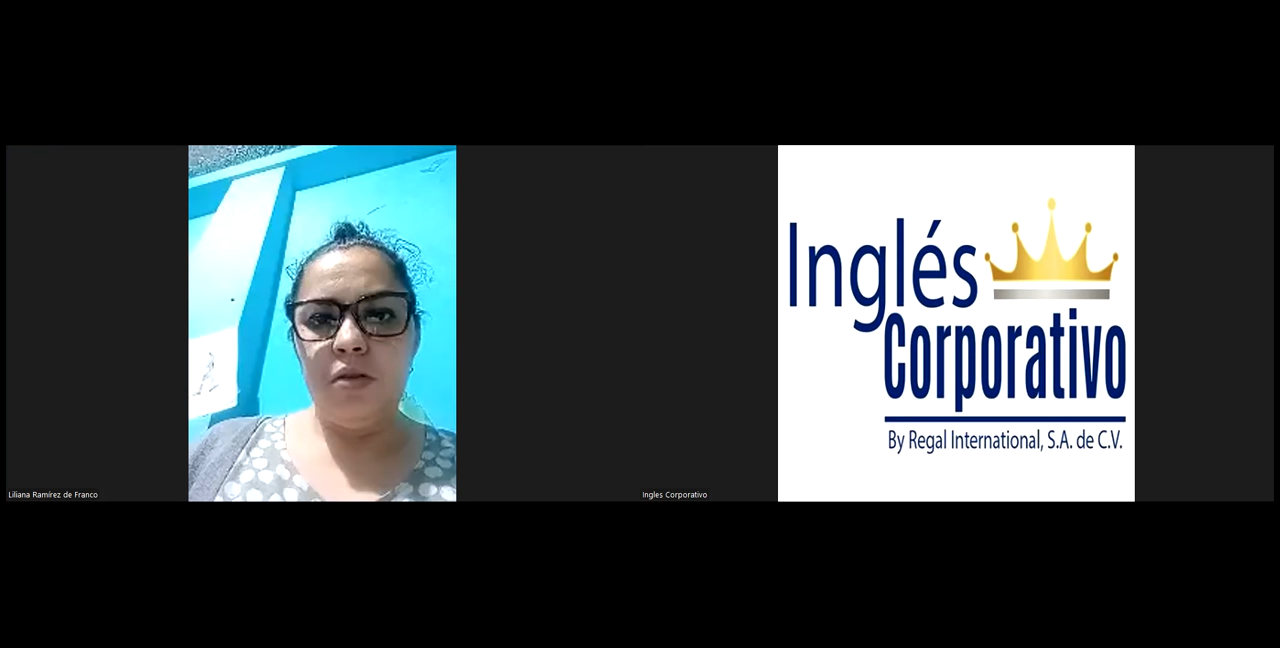 Inglés
Corporativo
By Regal International, S.A. de C.V.
Liliana Ramírez de Franco
Ingles Corporativo